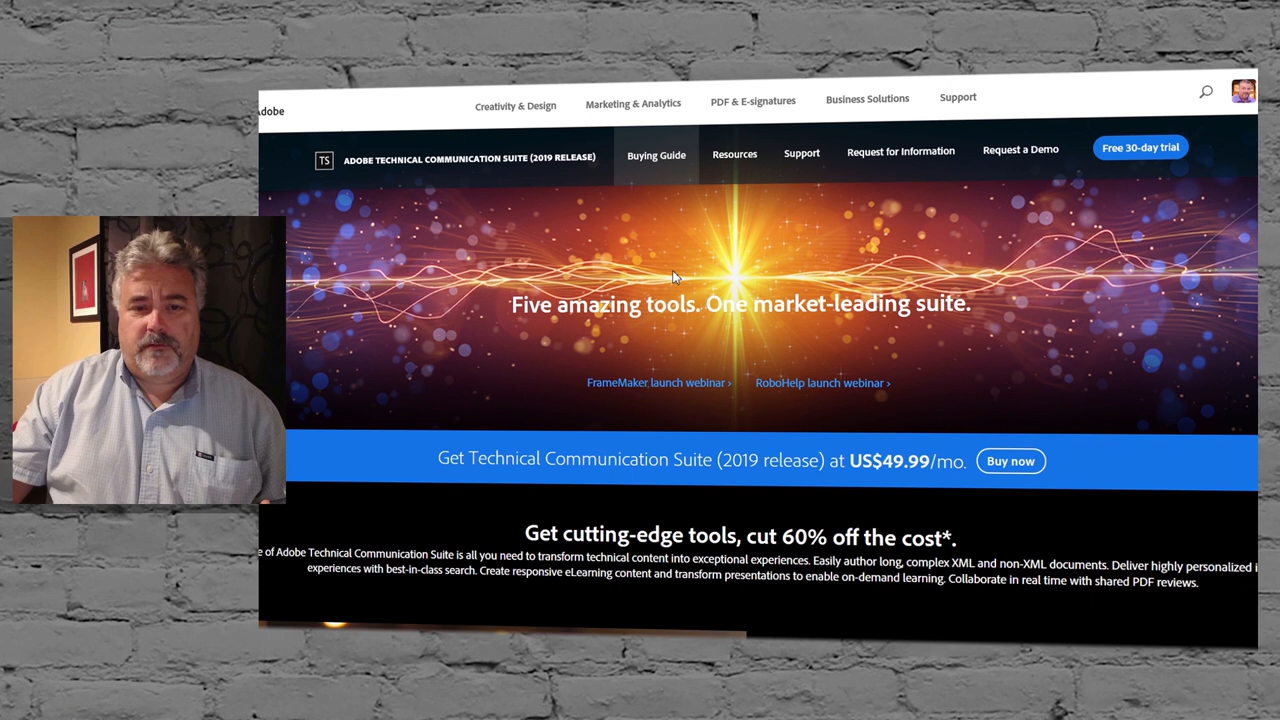 Adobe
Creativity & Design Marketing & Analytics PDF & E-signatures Business Solutions Support
TS ADOBE TECHNICAL COMMUNICATION SUITE (2019 RELEASE) Buying Guide Resources Support Request for Information Request a Demo Free 30-day trial
Five amazing tools. One market-leading suite.
FrameMaker launch webinar › RoboHelp launch webinar ›
Get Technical Communication Suite (2019 release) at US$49.99/mo. Buy now
Get cutting-edge tools, cut 60% off the cost*.
of Adobe Technical Communication Suite is all you need to transform technical content into exceptional experiences. Easily author long, complex XML and non-XML documents. Deliver highly personalized
experiences with best-in-class search. Create responsive eLearning content and transform presentations to enable on-demand learning. Collaborate in real time with shared PDF reviews.